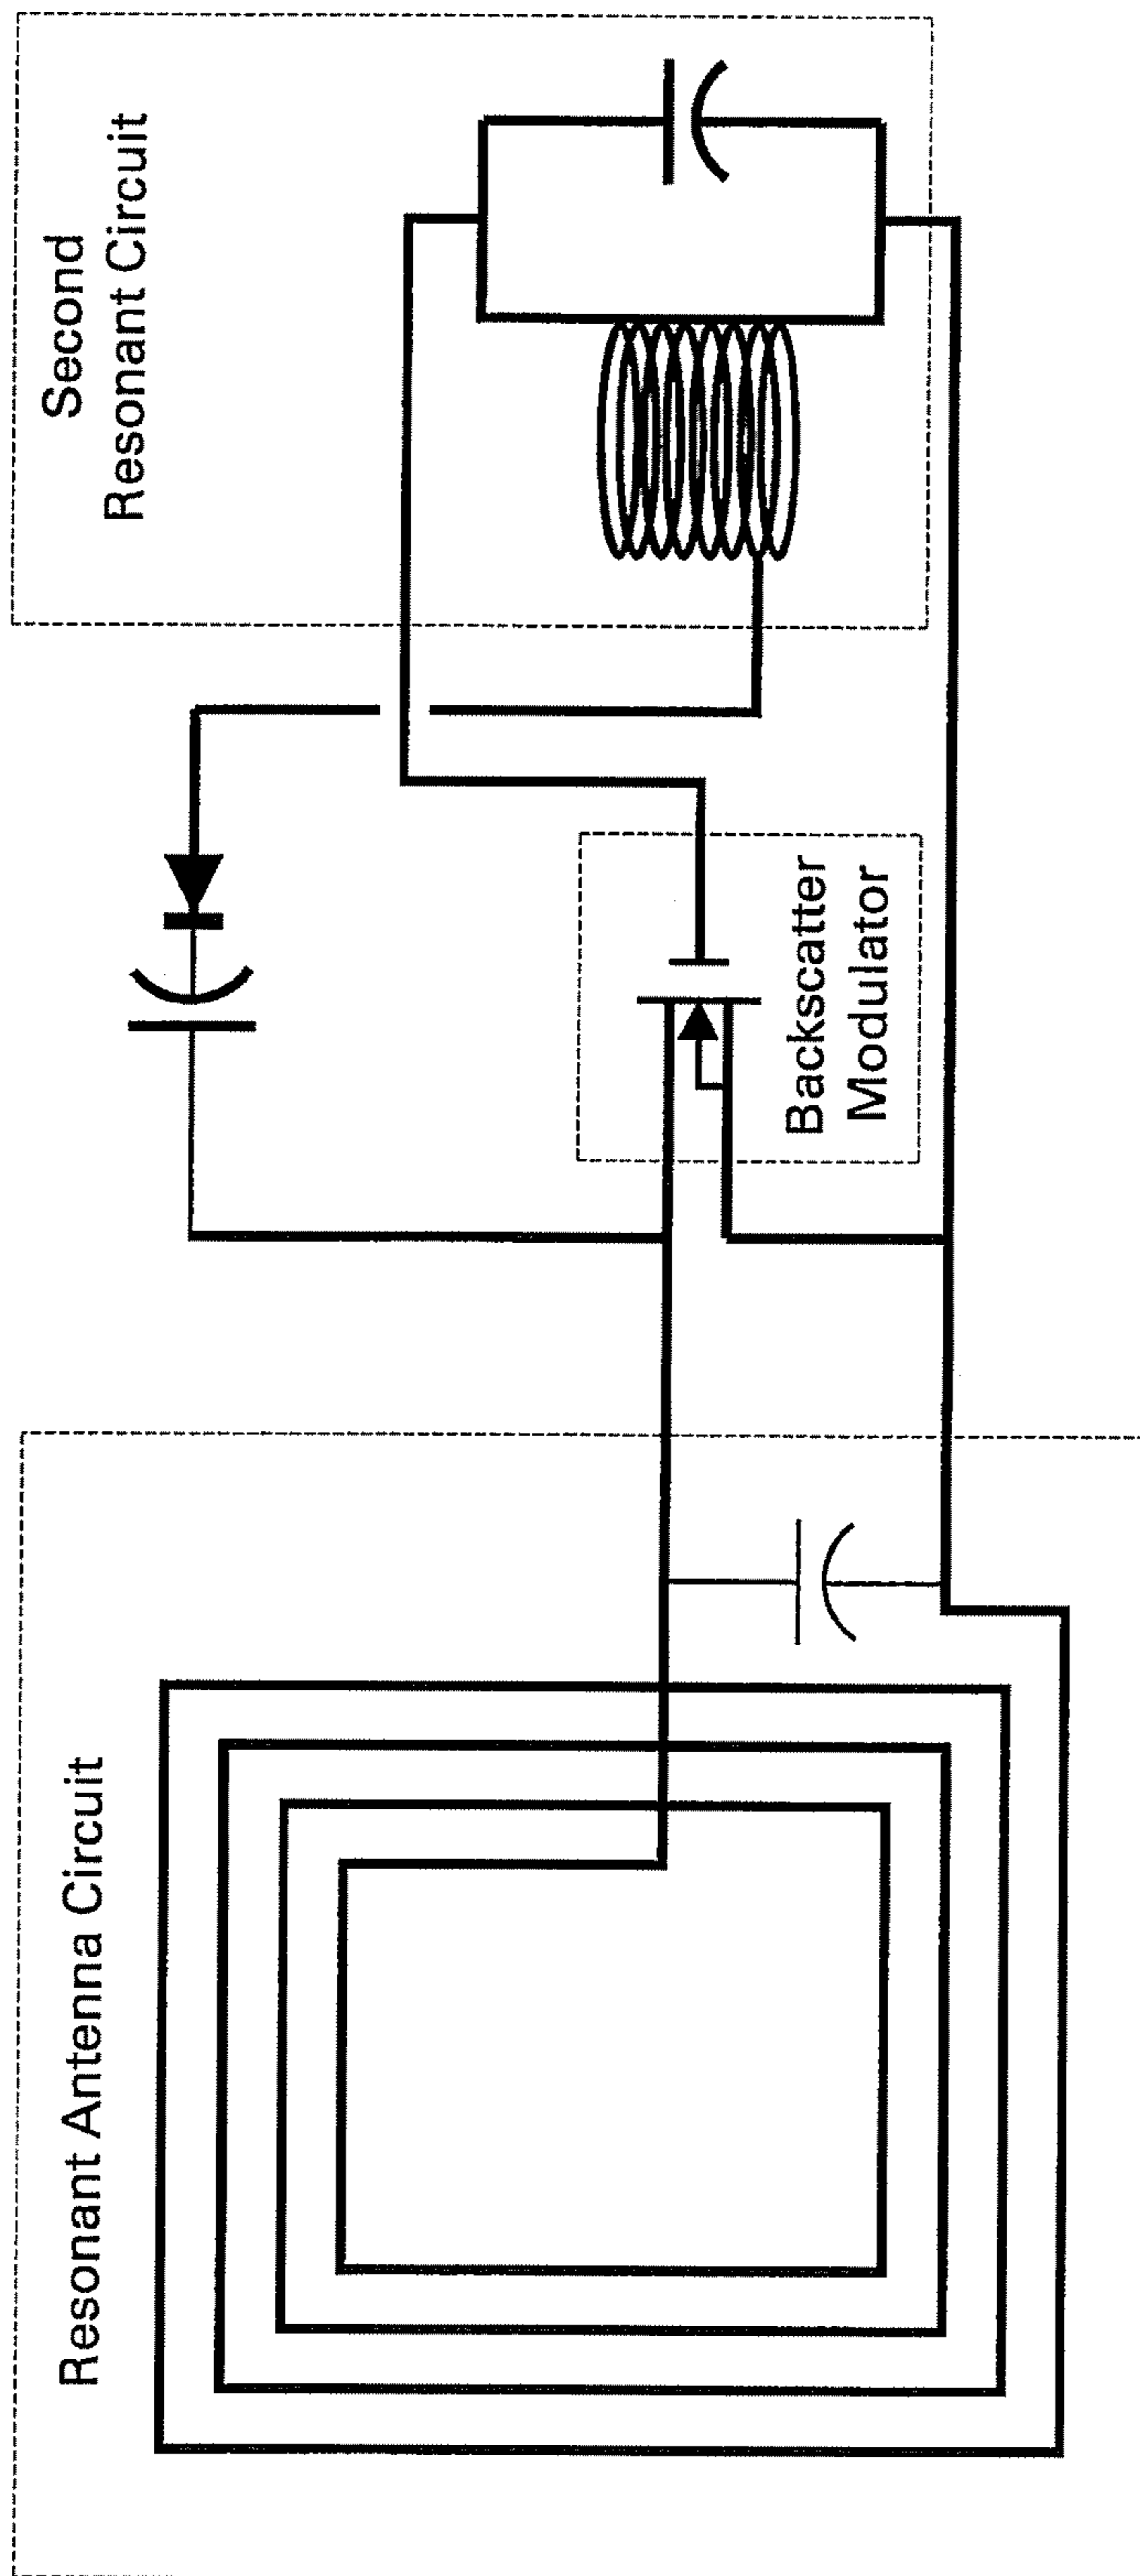 Second
Resonant Circuit
Backscatter
Modulator
Resonant Antenna Circuit